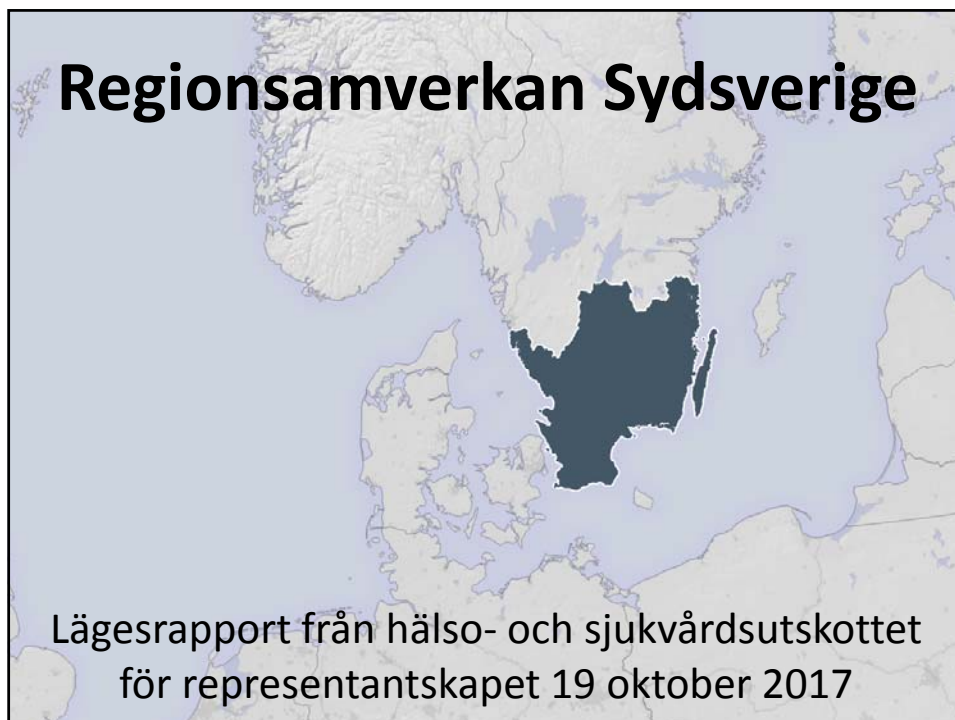 Regionsamverkan Sydsverige
Lägesrapport från hälso- och sjukvårdsutskottet
för representantskapet 19 oktober 2017